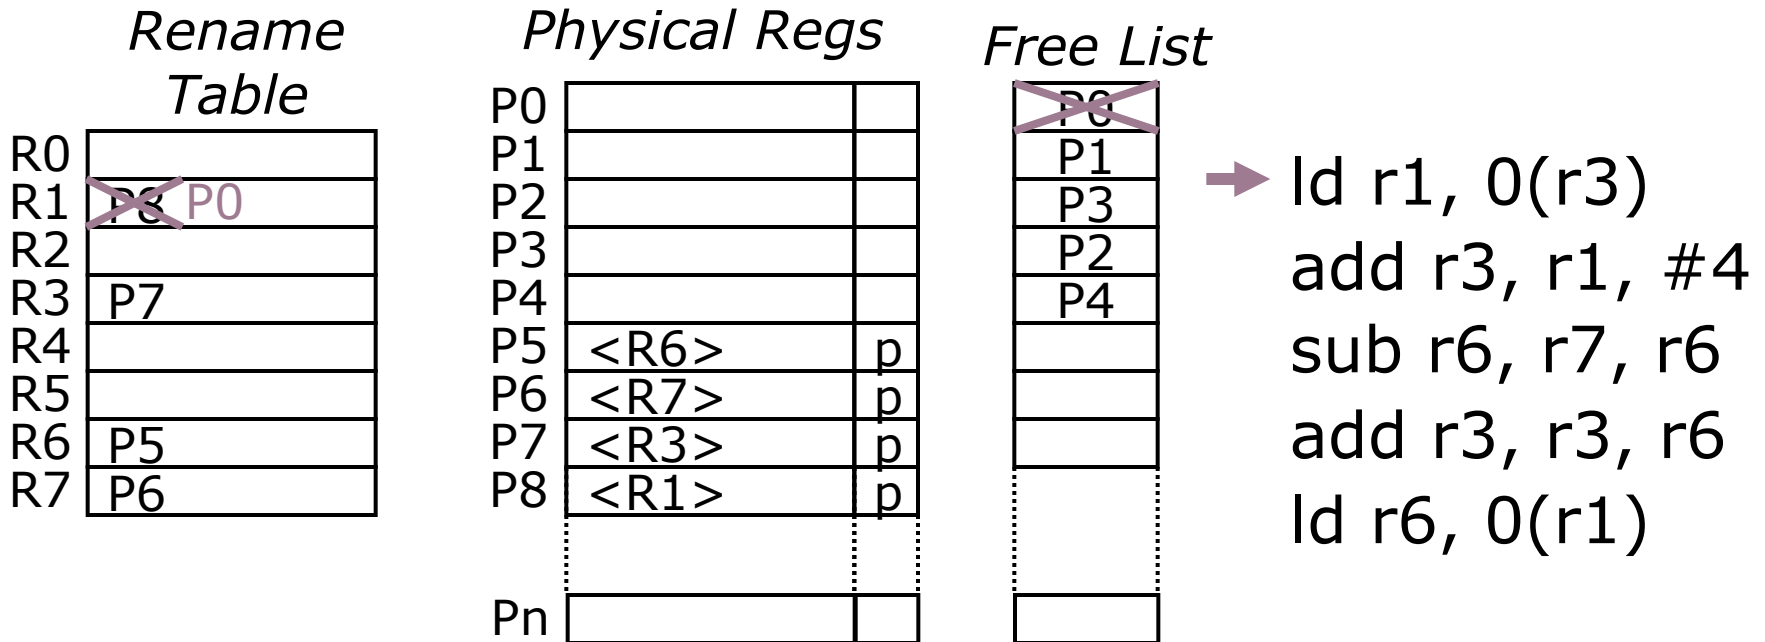 Rename
Table
R0
R1 P8 P0
R2
R3 P7
R4
R5
R6 P5
R7 P6
Physical Regs
P0
P1
P2
P3
P4
P5 <R6> p
P6 <R7> p
P7 <R3> p
P8 <R1> p
Pn
Free List
P0
P1
P3
P2
P4
ld r1, 0(r3)
add r3, r1, #4
sub r6, r7, r6
add r3, r3, r6
ld r6, 0(r1)